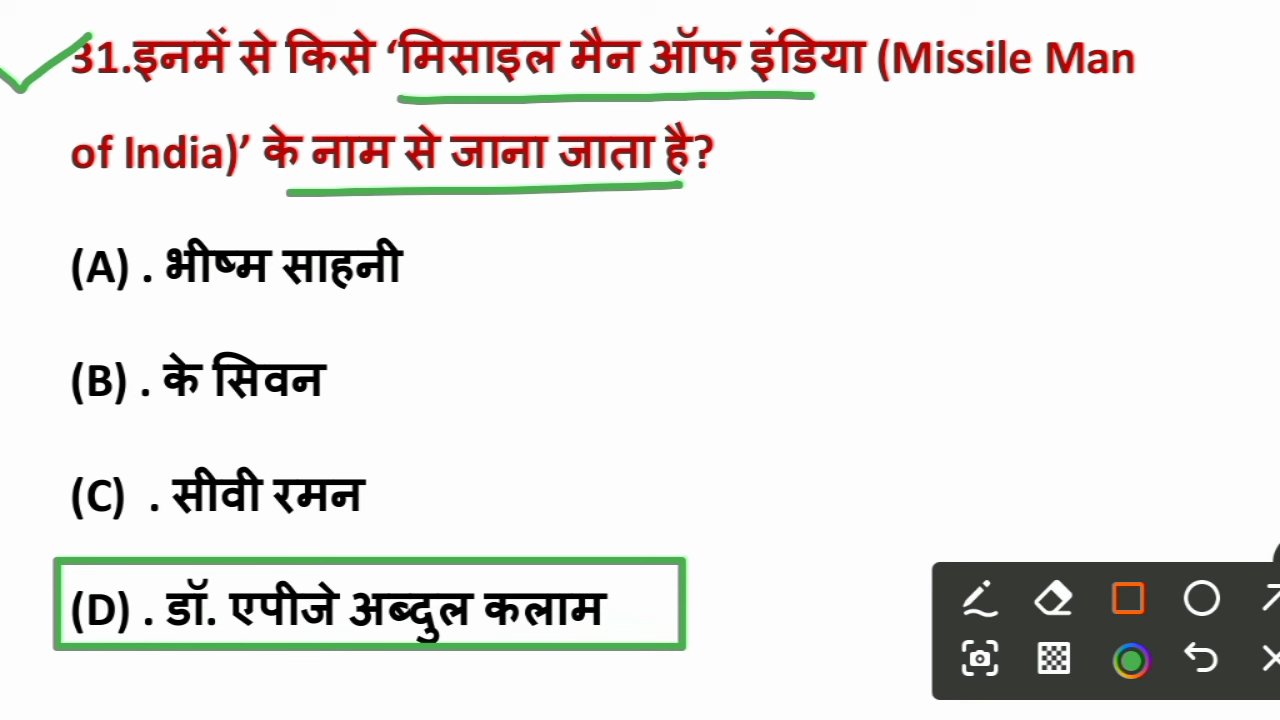 31.इनमें से किसे ‘मिसाइल मैन ऑफ इंडिया (Missile Man
of India)’ के नाम से जाना जाता है?
(A) . भीष्म साहनी
(B) . के सिवन
(C) . सीवी रमन
(D) . डॉ. एपीजे अब्दुल कलाम